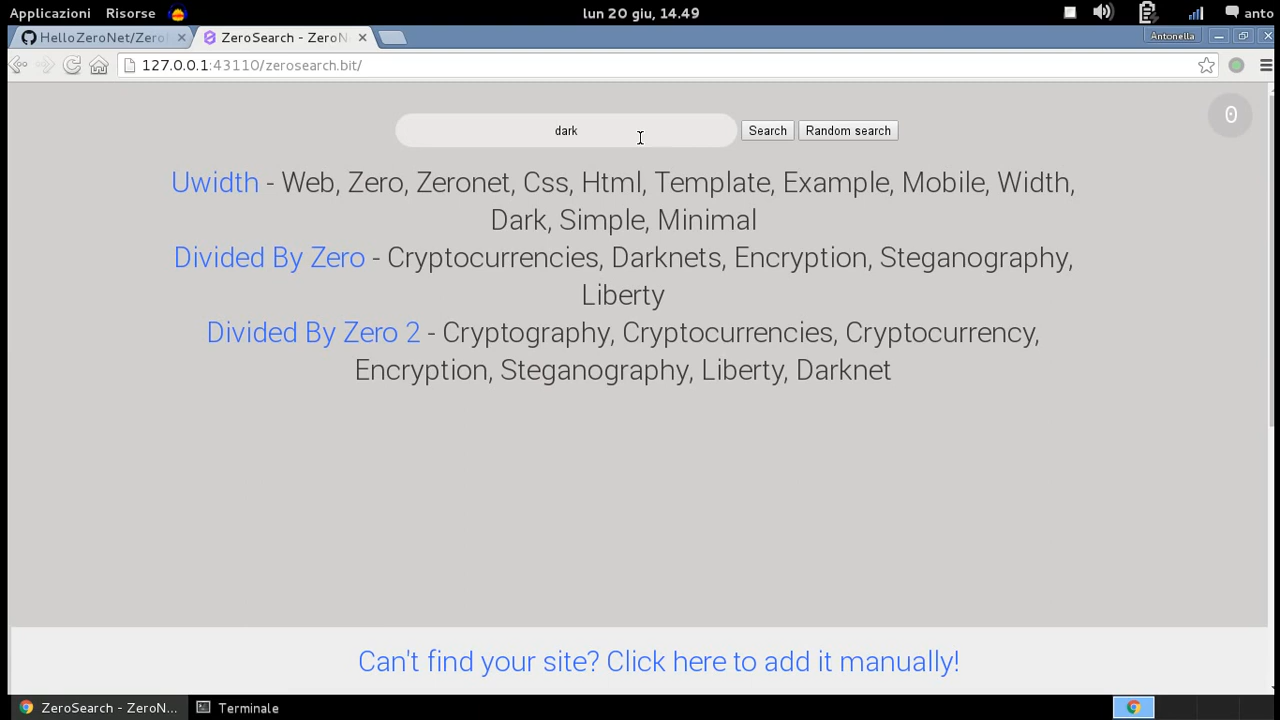 Applicazioni Risorse lun 20 giu, 14.49 anto
HelloZeroNet/Zero ZeroSearch - ZeroN Antonella
127.0.0.1:43110/zerosearch.bit/
0
dark Search Random search
Uwidth - Web, Zero, Zeronet, Css, Html, Template, Example, Mobile, Width,
Dark, Simple, Minimal
Divided By Zero - Cryptocurrencies, Darknets, Encryption, Steganography,
Liberty
Divided By Zero 2 - Cryptography, Cryptocurrencies, Cryptocurrency,
Encryption, Steganography, Liberty, Darknet
Can't find your site? Click here to add it manually!
ZeroSearch - ZeroN... Terminale